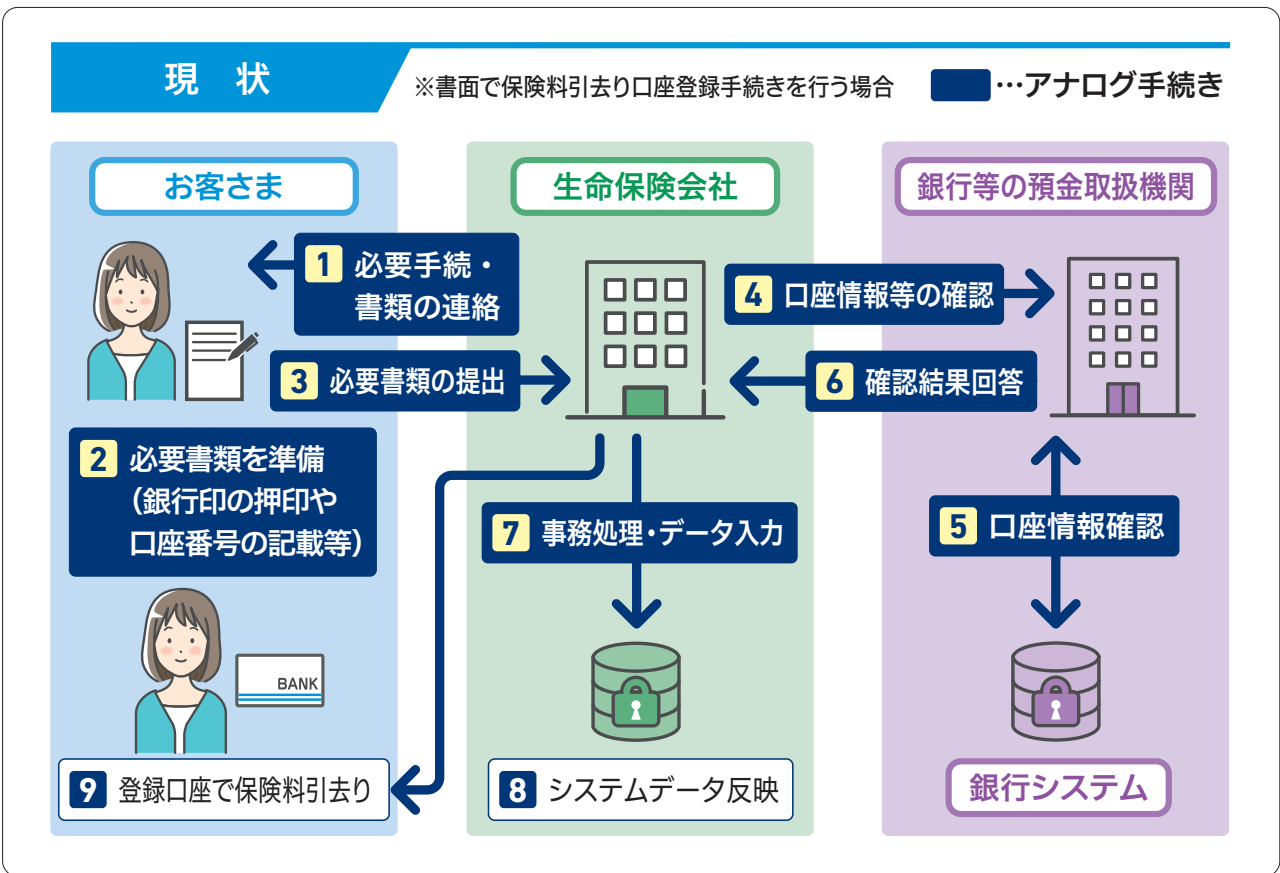 現 状
※書面で保険料引去り口座登録手続きを行う場合
…アナログ手続き
お客さま
生命保険会社
銀行等の預金取扱機関
1 必要手続・
書類の連絡
4 口座情報等の確認
3 必要書類の提出
6 確認結果回答
2 必要書類を準備
(銀行印の押印や
口座番号の記載等)
7 事務処理・データ入力
5 口座情報確認
BANK
9 登録口座で保険料引去り
8 システムデータ反映
銀行システム